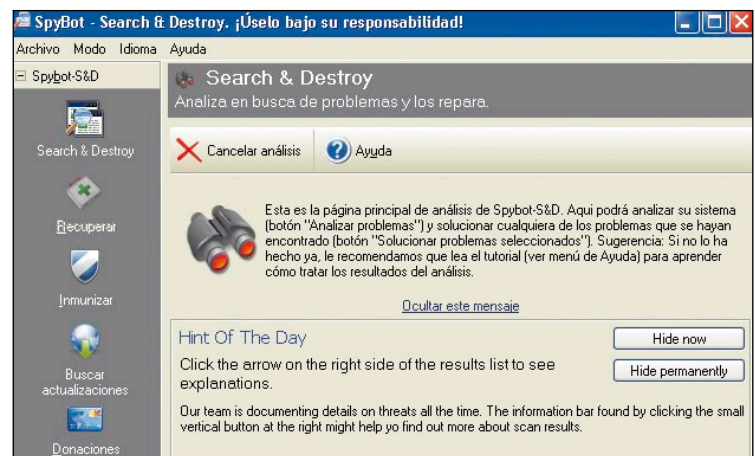 SpyBot - Search & Destroy. ¡Úselo bajo su responsabilidad!
Archivo Modo Idioma Ayuda
Spybot-S&D
Search & Destroy
Recuperar
Inmunizar
Buscar
actualizaciones
Donaciones
Search & Destroy
Analiza en busca de problemas y los repara.
Cancelar análisis
Ayuda
Esta es la página principal de análisis de Spybot-S&D. Aqui podrá analizar su sistema
(botón "Analizar problemas") y solucionar cualquiera de los problemas que se hayan
encontrado (botón "Solucionar problemas seleccionados"). Sugerencia: Si no lo ha
hecho ya, le recomendamos que lea el tutorial (ver menú de Ayuda) para aprender
cómo tratar los resultados del análisis.
Ocultar este mensaje
Hint Of The Day
Hide now
Click the arrow on the right side of the results list to see
explanations.
Hide permanently
Our team is documenting details on threats all the time. The information bar found by clicking the small
vertical button at the right might help yo find out more about scan results.